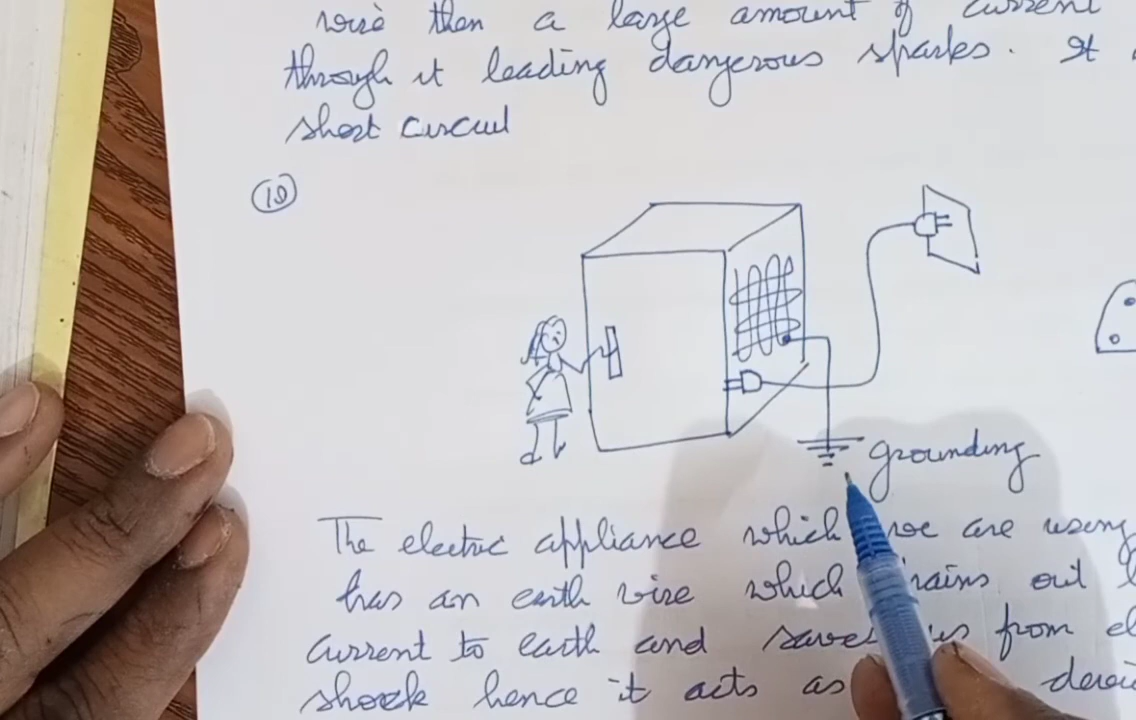 wire then a large amount of current
through it leading dangerous sparks. It
short circuit
10
grounding
The electric appliance which we are using
has an earth wire which out
current to earth and saves us from
shock hence it acts as